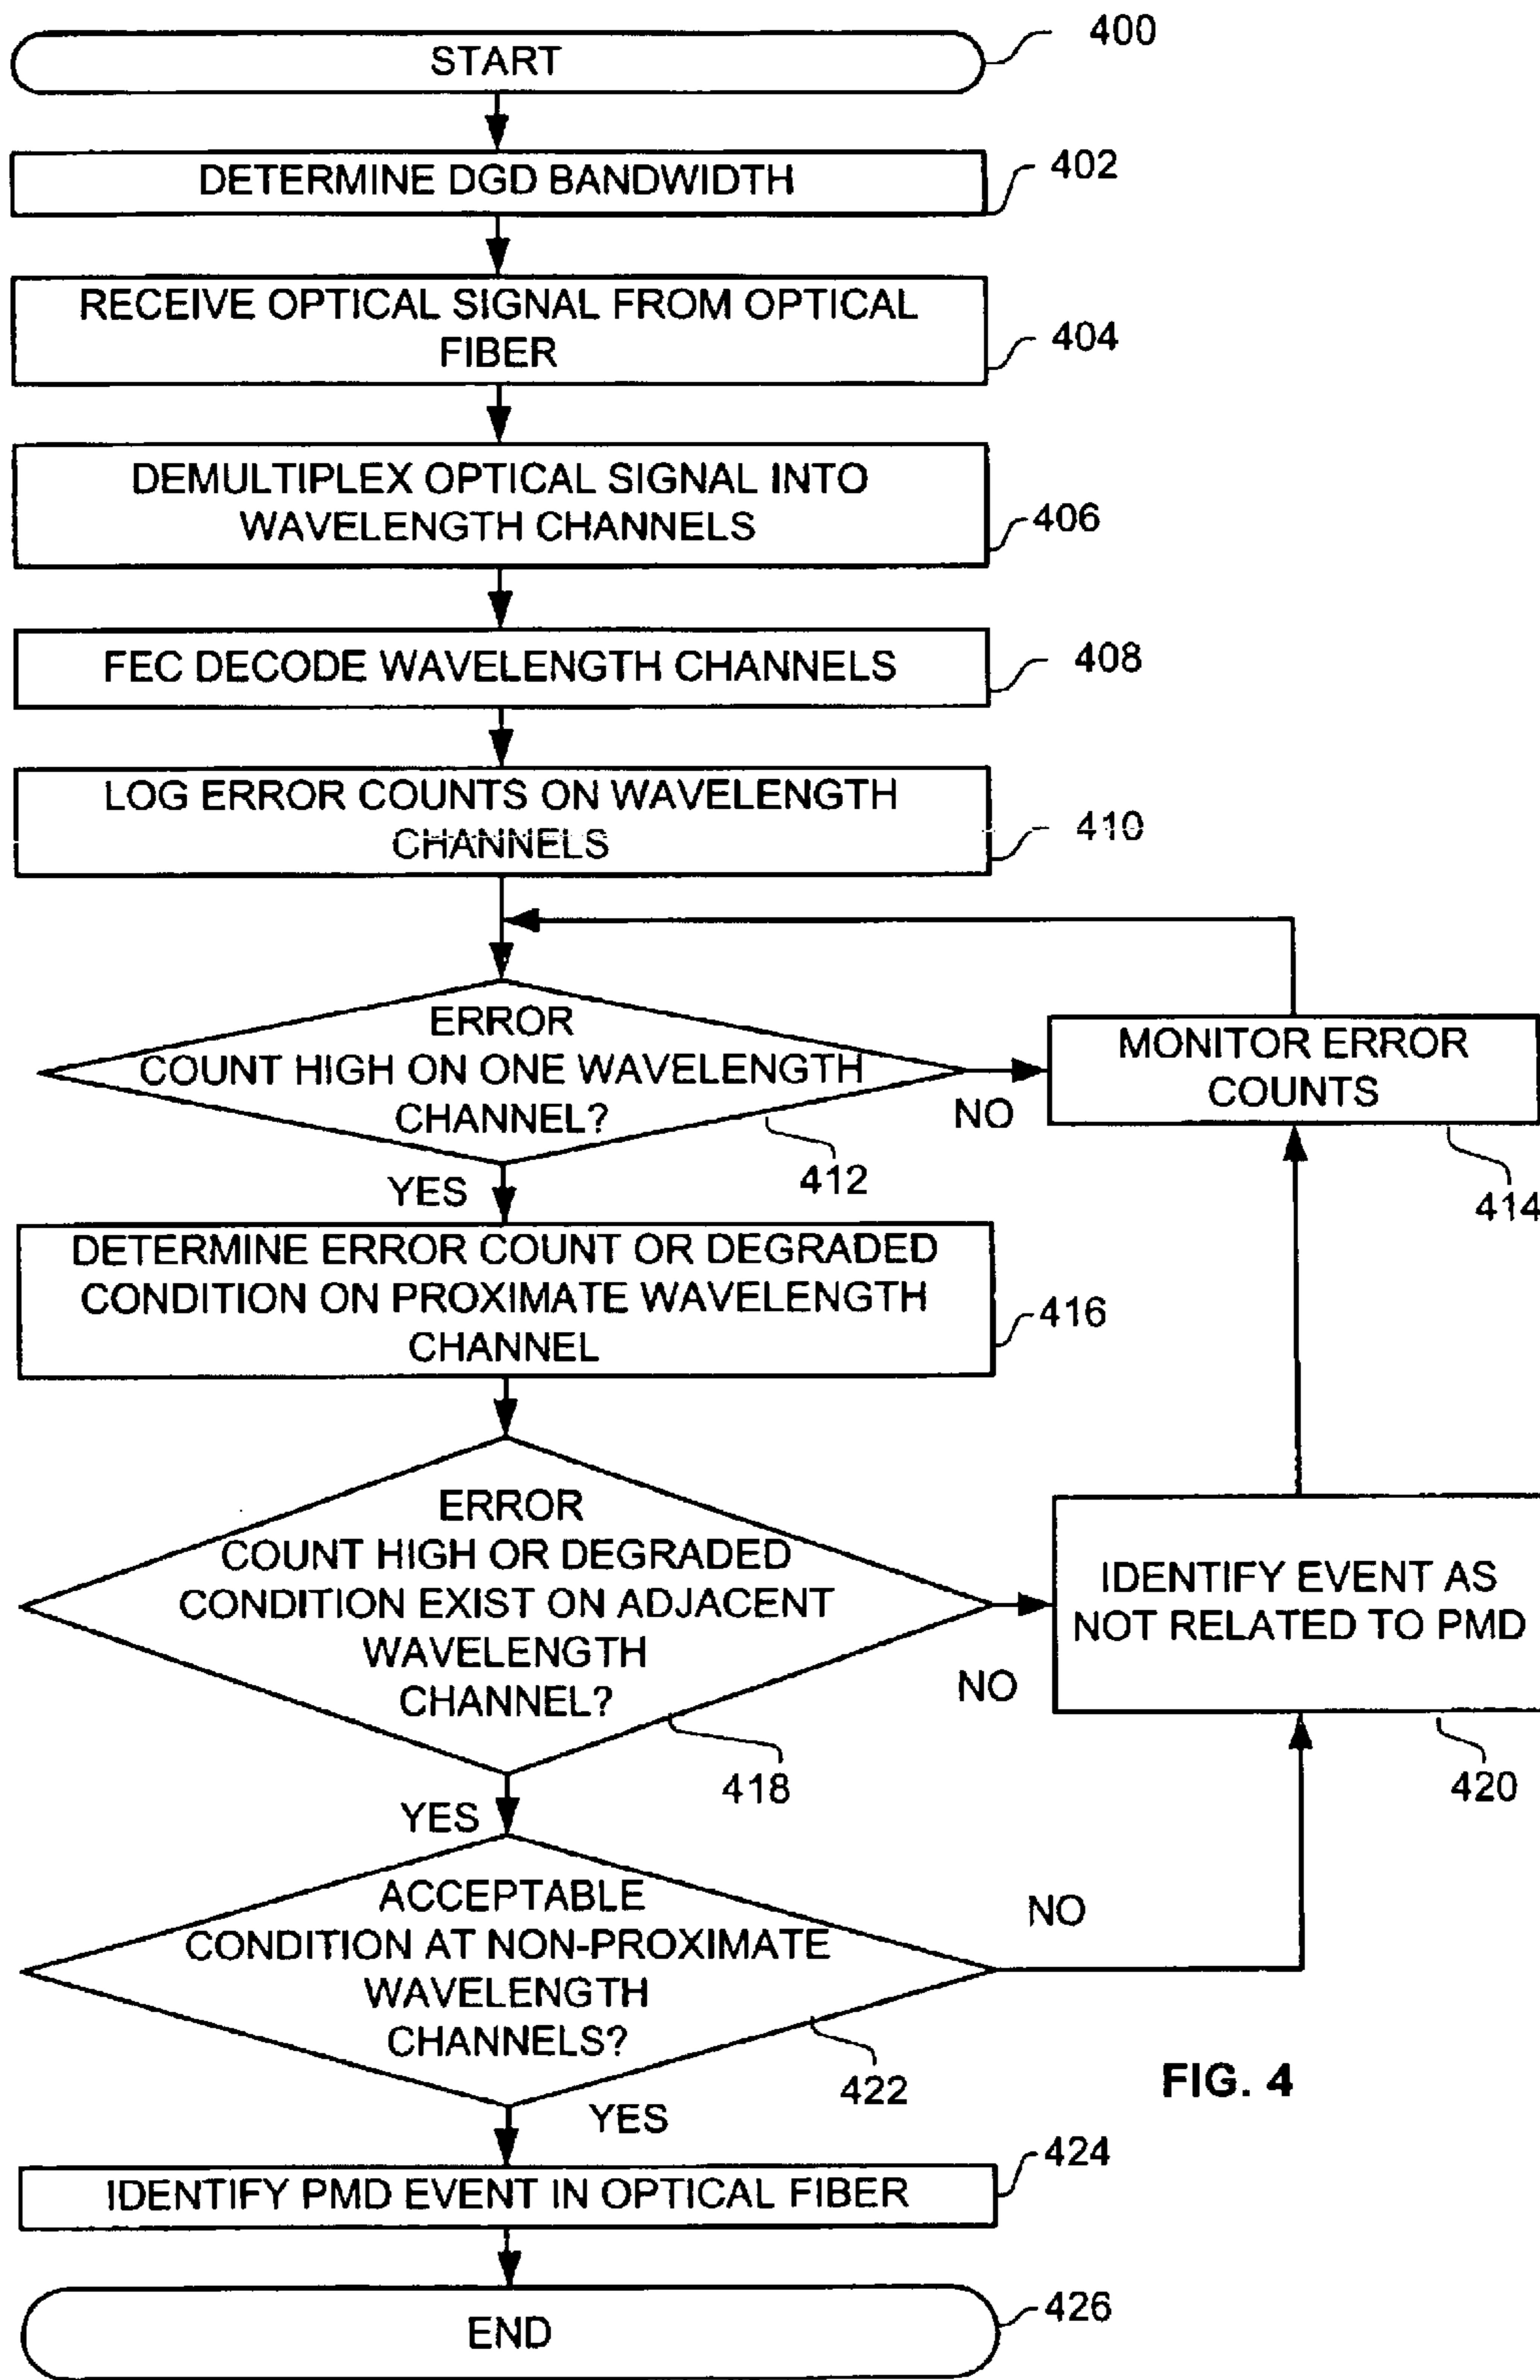 START
400
DETERMINE DGD BANDWIDTH
402
RECEIVE OPTICAL SIGNAL FROM OPTICAL
FIBER
404
DEMULTIPLEX OPTICAL SIGNAL INTO
WAVELENGTH CHANNELS
406
FEC DECODE WAVELENGTH CHANNELS
408
LOG ERROR COUNTS ON WAVELENGTH
CHANNELS
410
ERROR
COUNT HIGH ON ONE WAVELENGTH
CHANNEL?
412
NO
MONITOR ERROR
COUNTS
414
YES
DETERMINE ERROR COUNT OR DEGRADED
CONDITION ON PROXIMATE WAVELENGTH
CHANNEL
416
ERROR
COUNT HIGH OR DEGRADED
CONDITION EXIST ON ADJACENT
WAVELENGTH
CHANNEL?
418
NO
IDENTIFY EVENT AS
NOT RELATED TO PMD
420
YES
ACCEPTABLE
CONDITION AT NON-PROXIMATE
WAVELENGTH
CHANNELS?
422
NO
YES
FIG. 4
IDENTIFY PMD EVENT IN OPTICAL FIBER
424
END
426